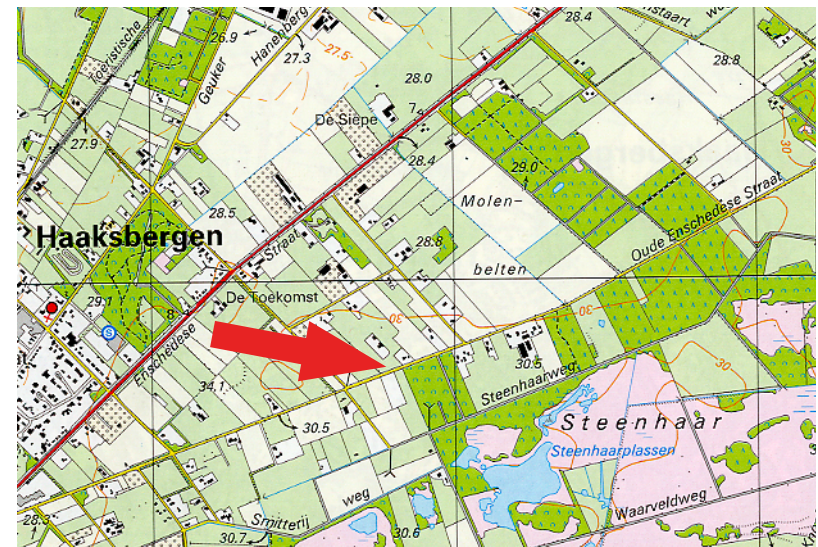 28.4
staart
26.9
Hanenberg
27.3
27.5
Geuker
Toeristische
28.0
28.8
De Siepe
7
27.9
28.4
29.0
30
Molen-
28.5
Haaksbergen
Straat
28.8
Oude Enschedese Straat
belten
De Toekomst
29.1
8
30
30
S
Enschedese
34.1
30.5
30
Steenhaarweg
30.5
Steenhaar
Steenhaarplassen
weg
Waarveldweg
28.3
Smitterij
30.7
30.6